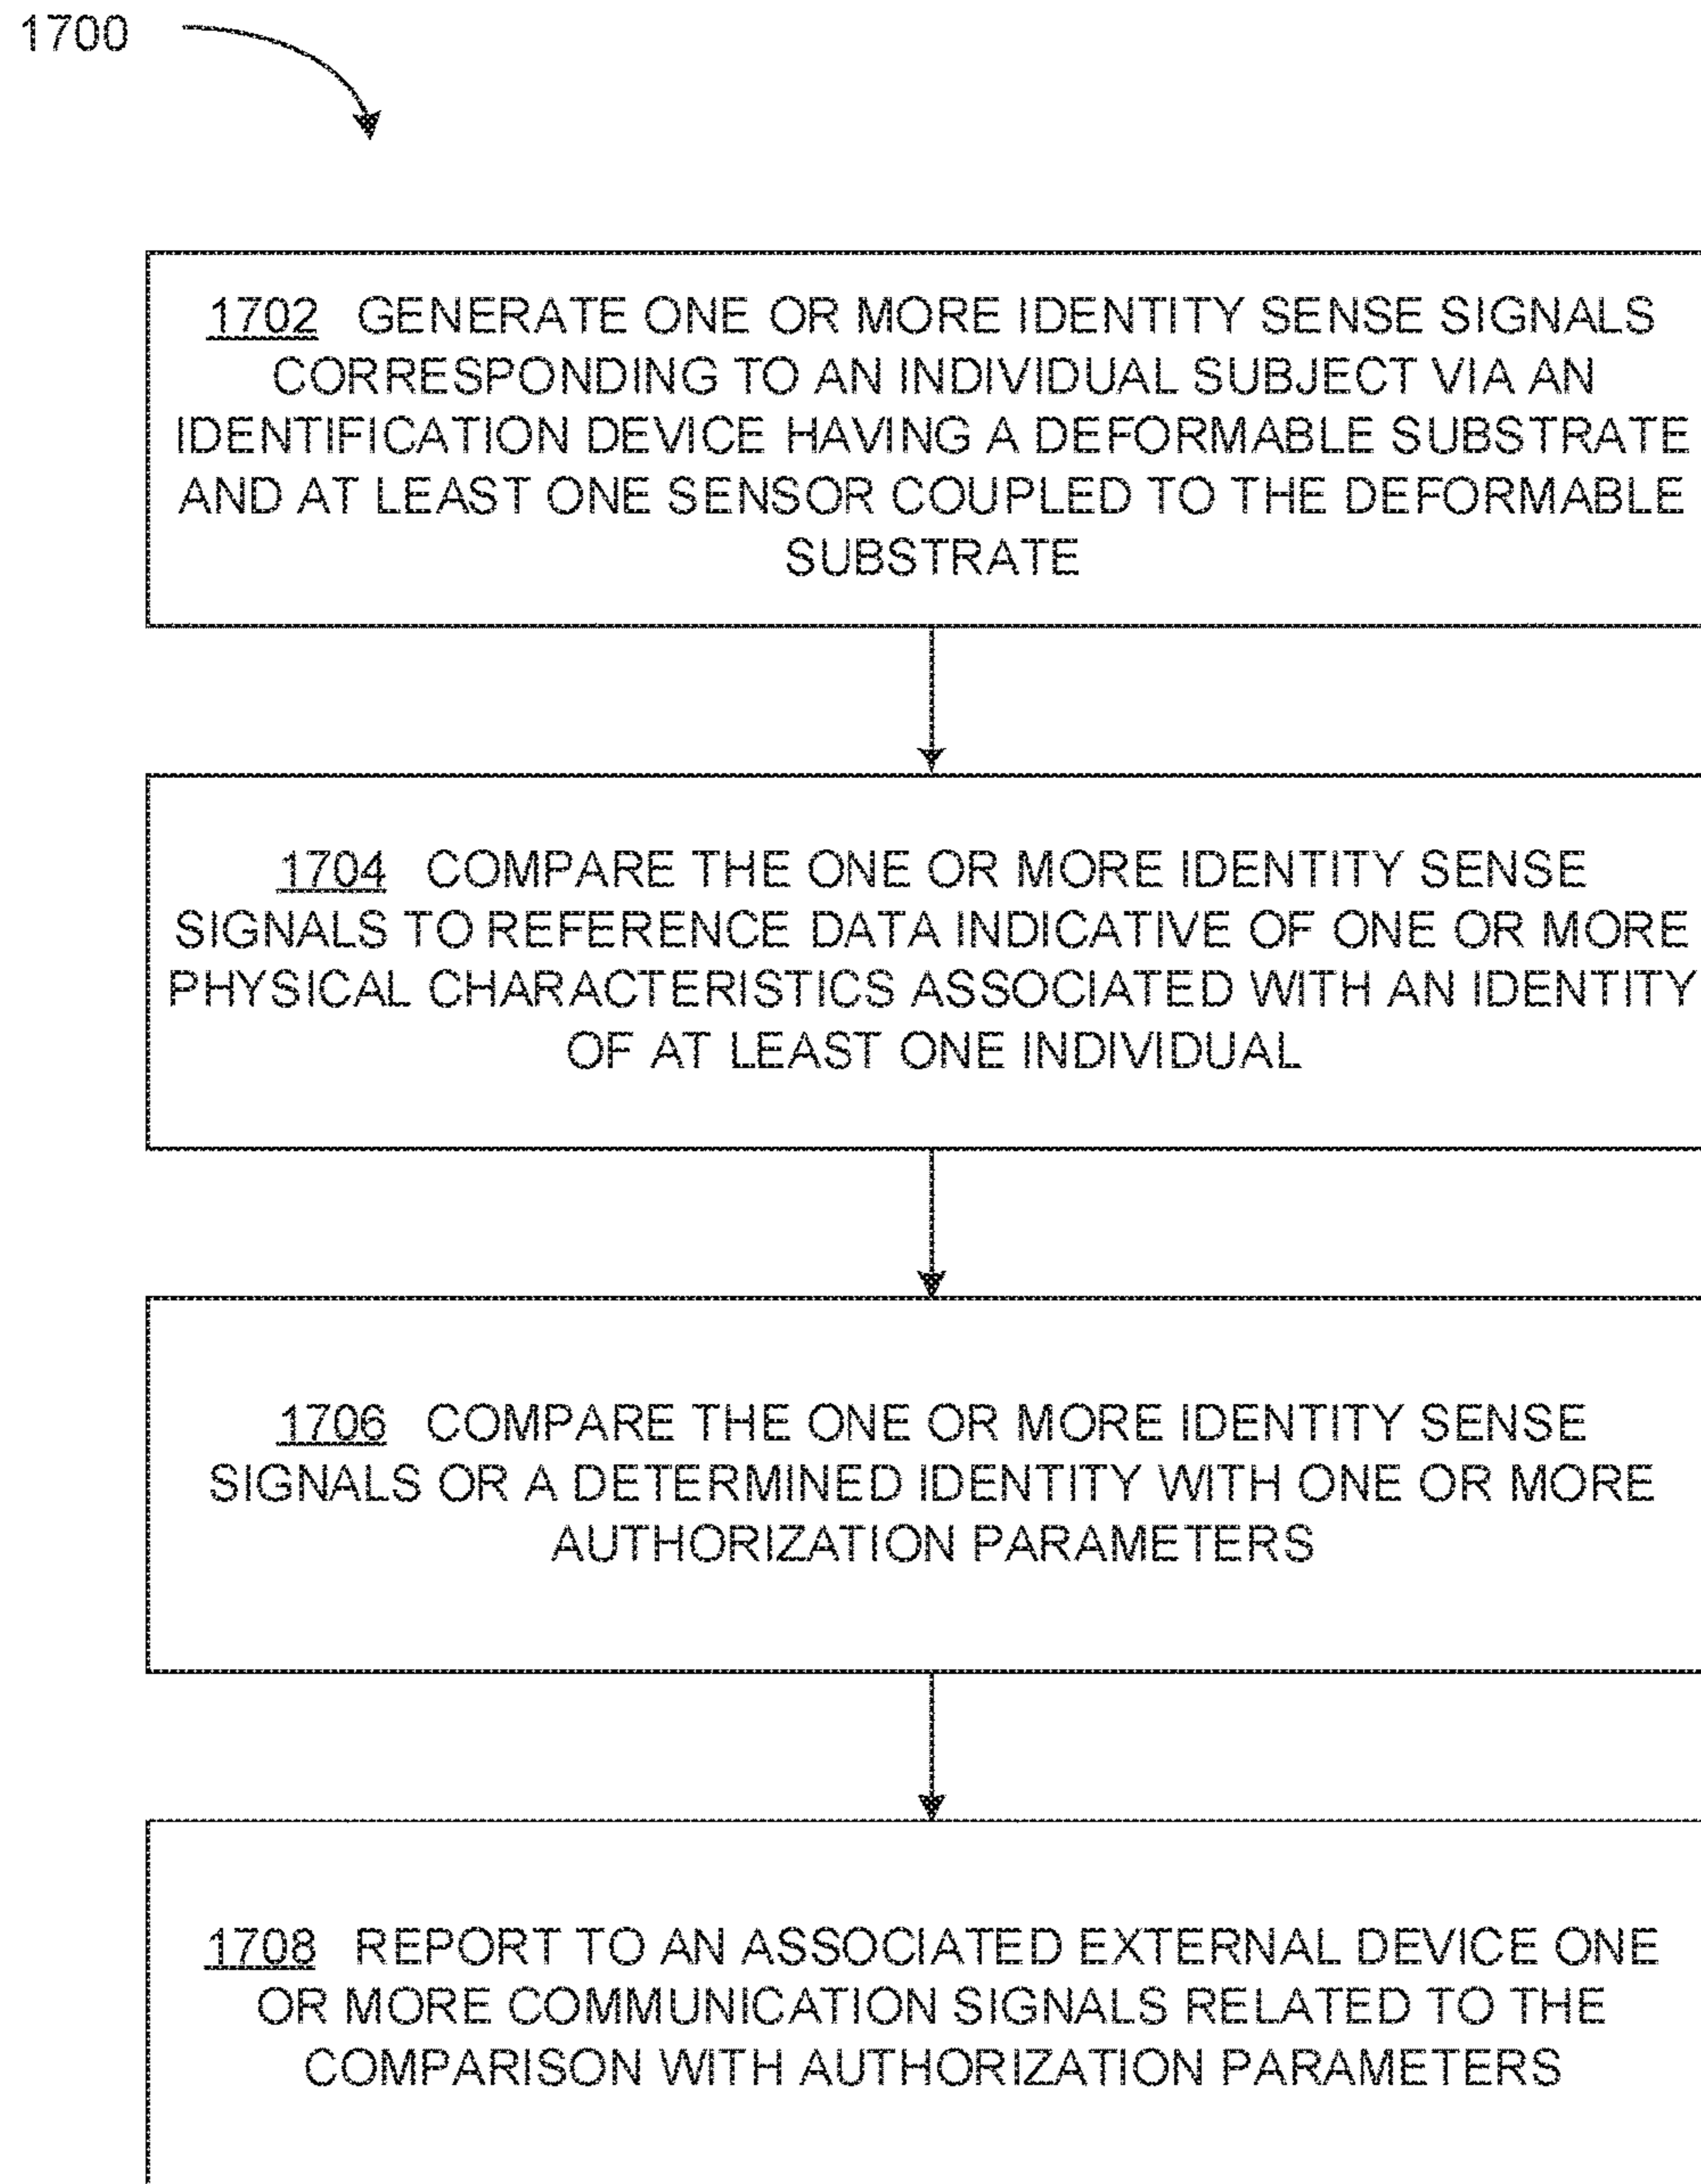 1700
1702 GENERATE ONE OR MORE IDENTITY SENSE SIGNALS
CORRESPONDING TO AN INDIVIDUAL SUBJECT VIA AN
IDENTIFICATION DEVICE HAVING A DEFORMABLE SUBSTRATE
AND AT LEAST ONE SENSOR COUPLED TO THE DEFORMABLE
SUBSTRATE
1704 COMPARE THE ONE OR MORE IDENTITY SENSE
SIGNALS TO REFERENCE DATA INDICATIVE OF ONE OR MORE
PHYSICAL CHARACTERISTICS ASSOCIATED WITH AN IDENTITY
OF AT LEAST ONE INDIVIDUAL
1706 COMPARE THE ONE OR MORE IDENTITY SENSE
SIGNALS OR A DETERMINED IDENTITY WITH ONE OR MORE
AUTHORIZATION PARAMETERS
1708 REPORT TO AN ASSOCIATED EXTERNAL DEVICE ONE
OR MORE COMMUNICATION SIGNALS RELATED TO THE
COMPARISON WITH AUTHORIZATION PARAMETERS